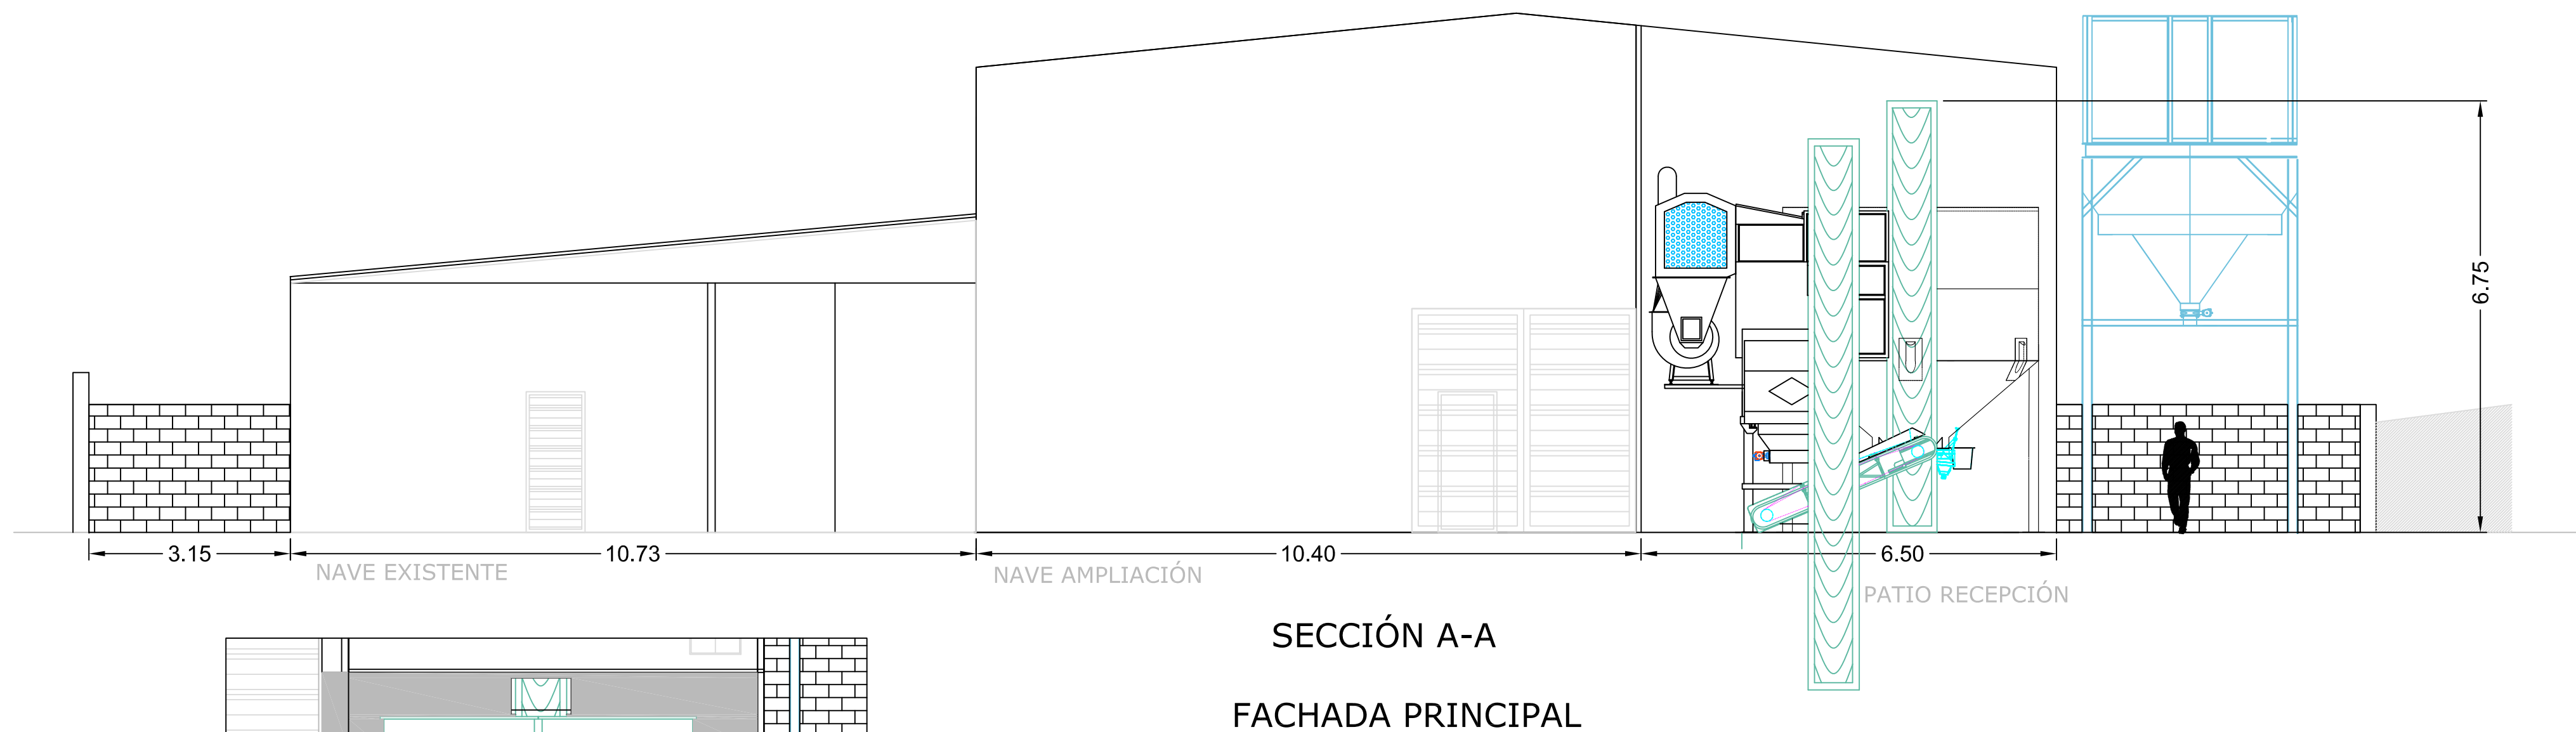 6.75
3.15
10.73
10.40
6.50
NAVE EXISTENTE
NAVE AMPLIACIÓN
PATIO RECEPCIÓN
SECCIÓN A-A
FACHADA PRINCIPAL